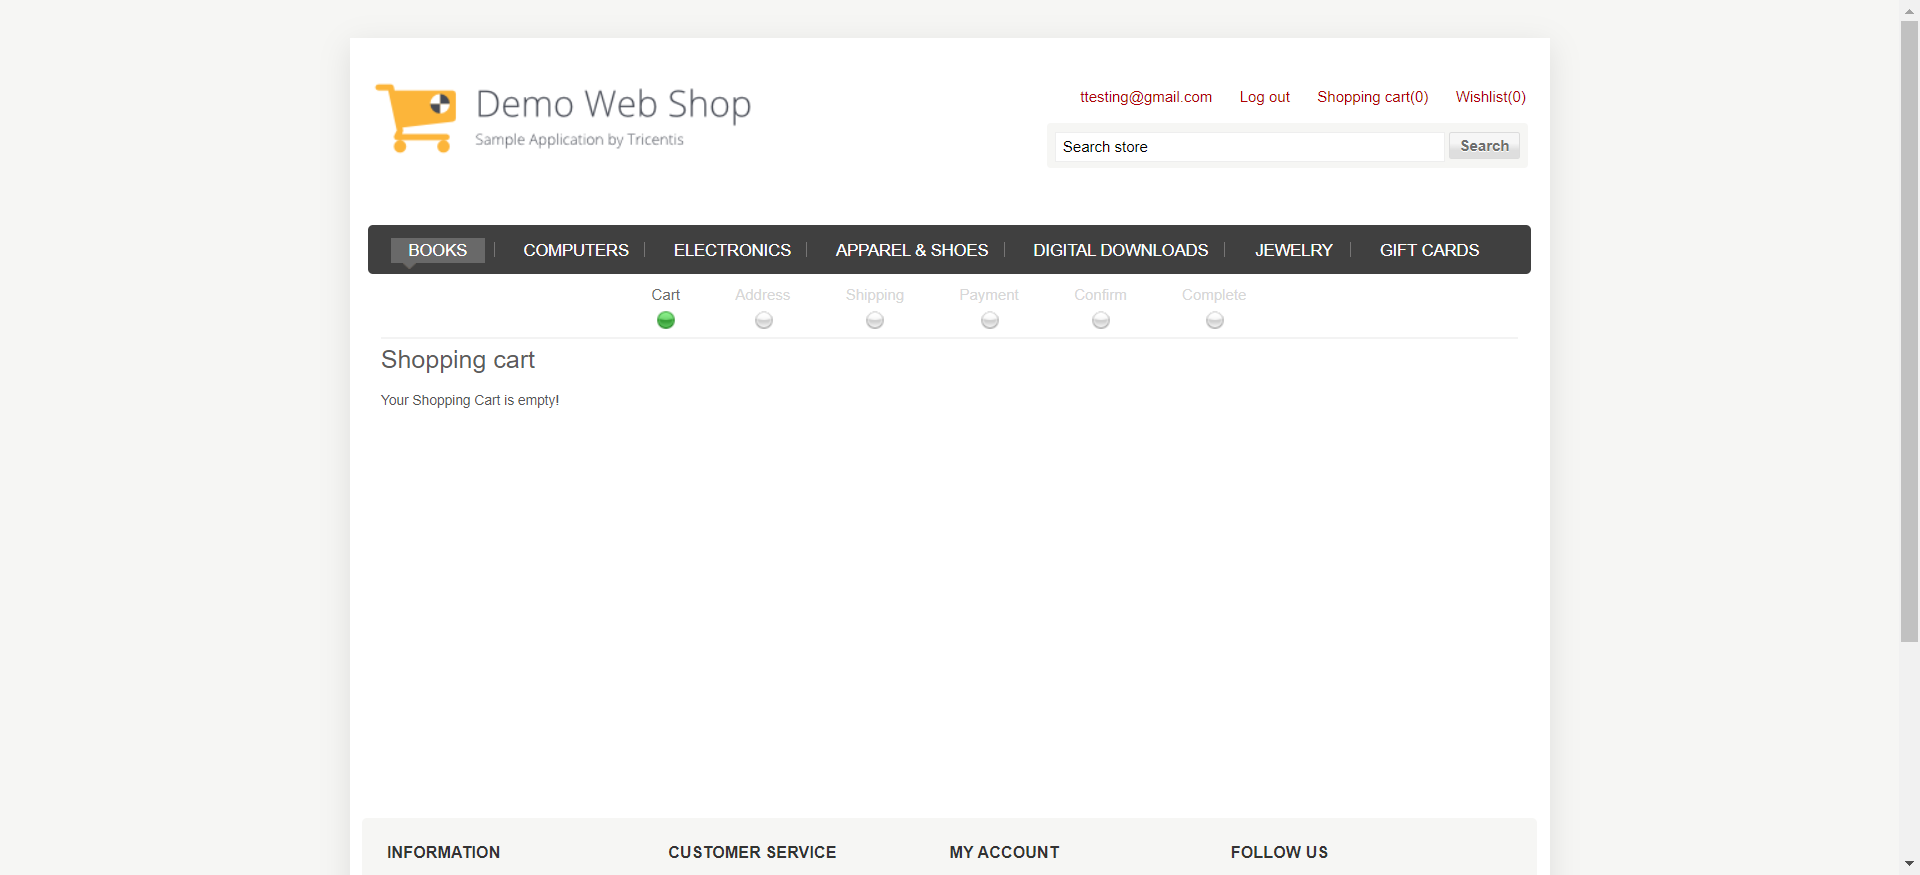 Demo Web Shop
Sample Application by Tricentis
ttesting@gmail.com Log out Shopping cart(0) Wishlist(0)
Search store Search
BOOKS COMPUTERS ELECTRONICS APPAREL & SHOES DIGITAL DOWNLOADS JEWELRY GIFT CARDS
Cart Address Shipping Payment Confirm Complete
Shopping cart
Your Shopping Cart is empty!
INFORMATION CUSTOMER SERVICE MY ACCOUNT FOLLOW US